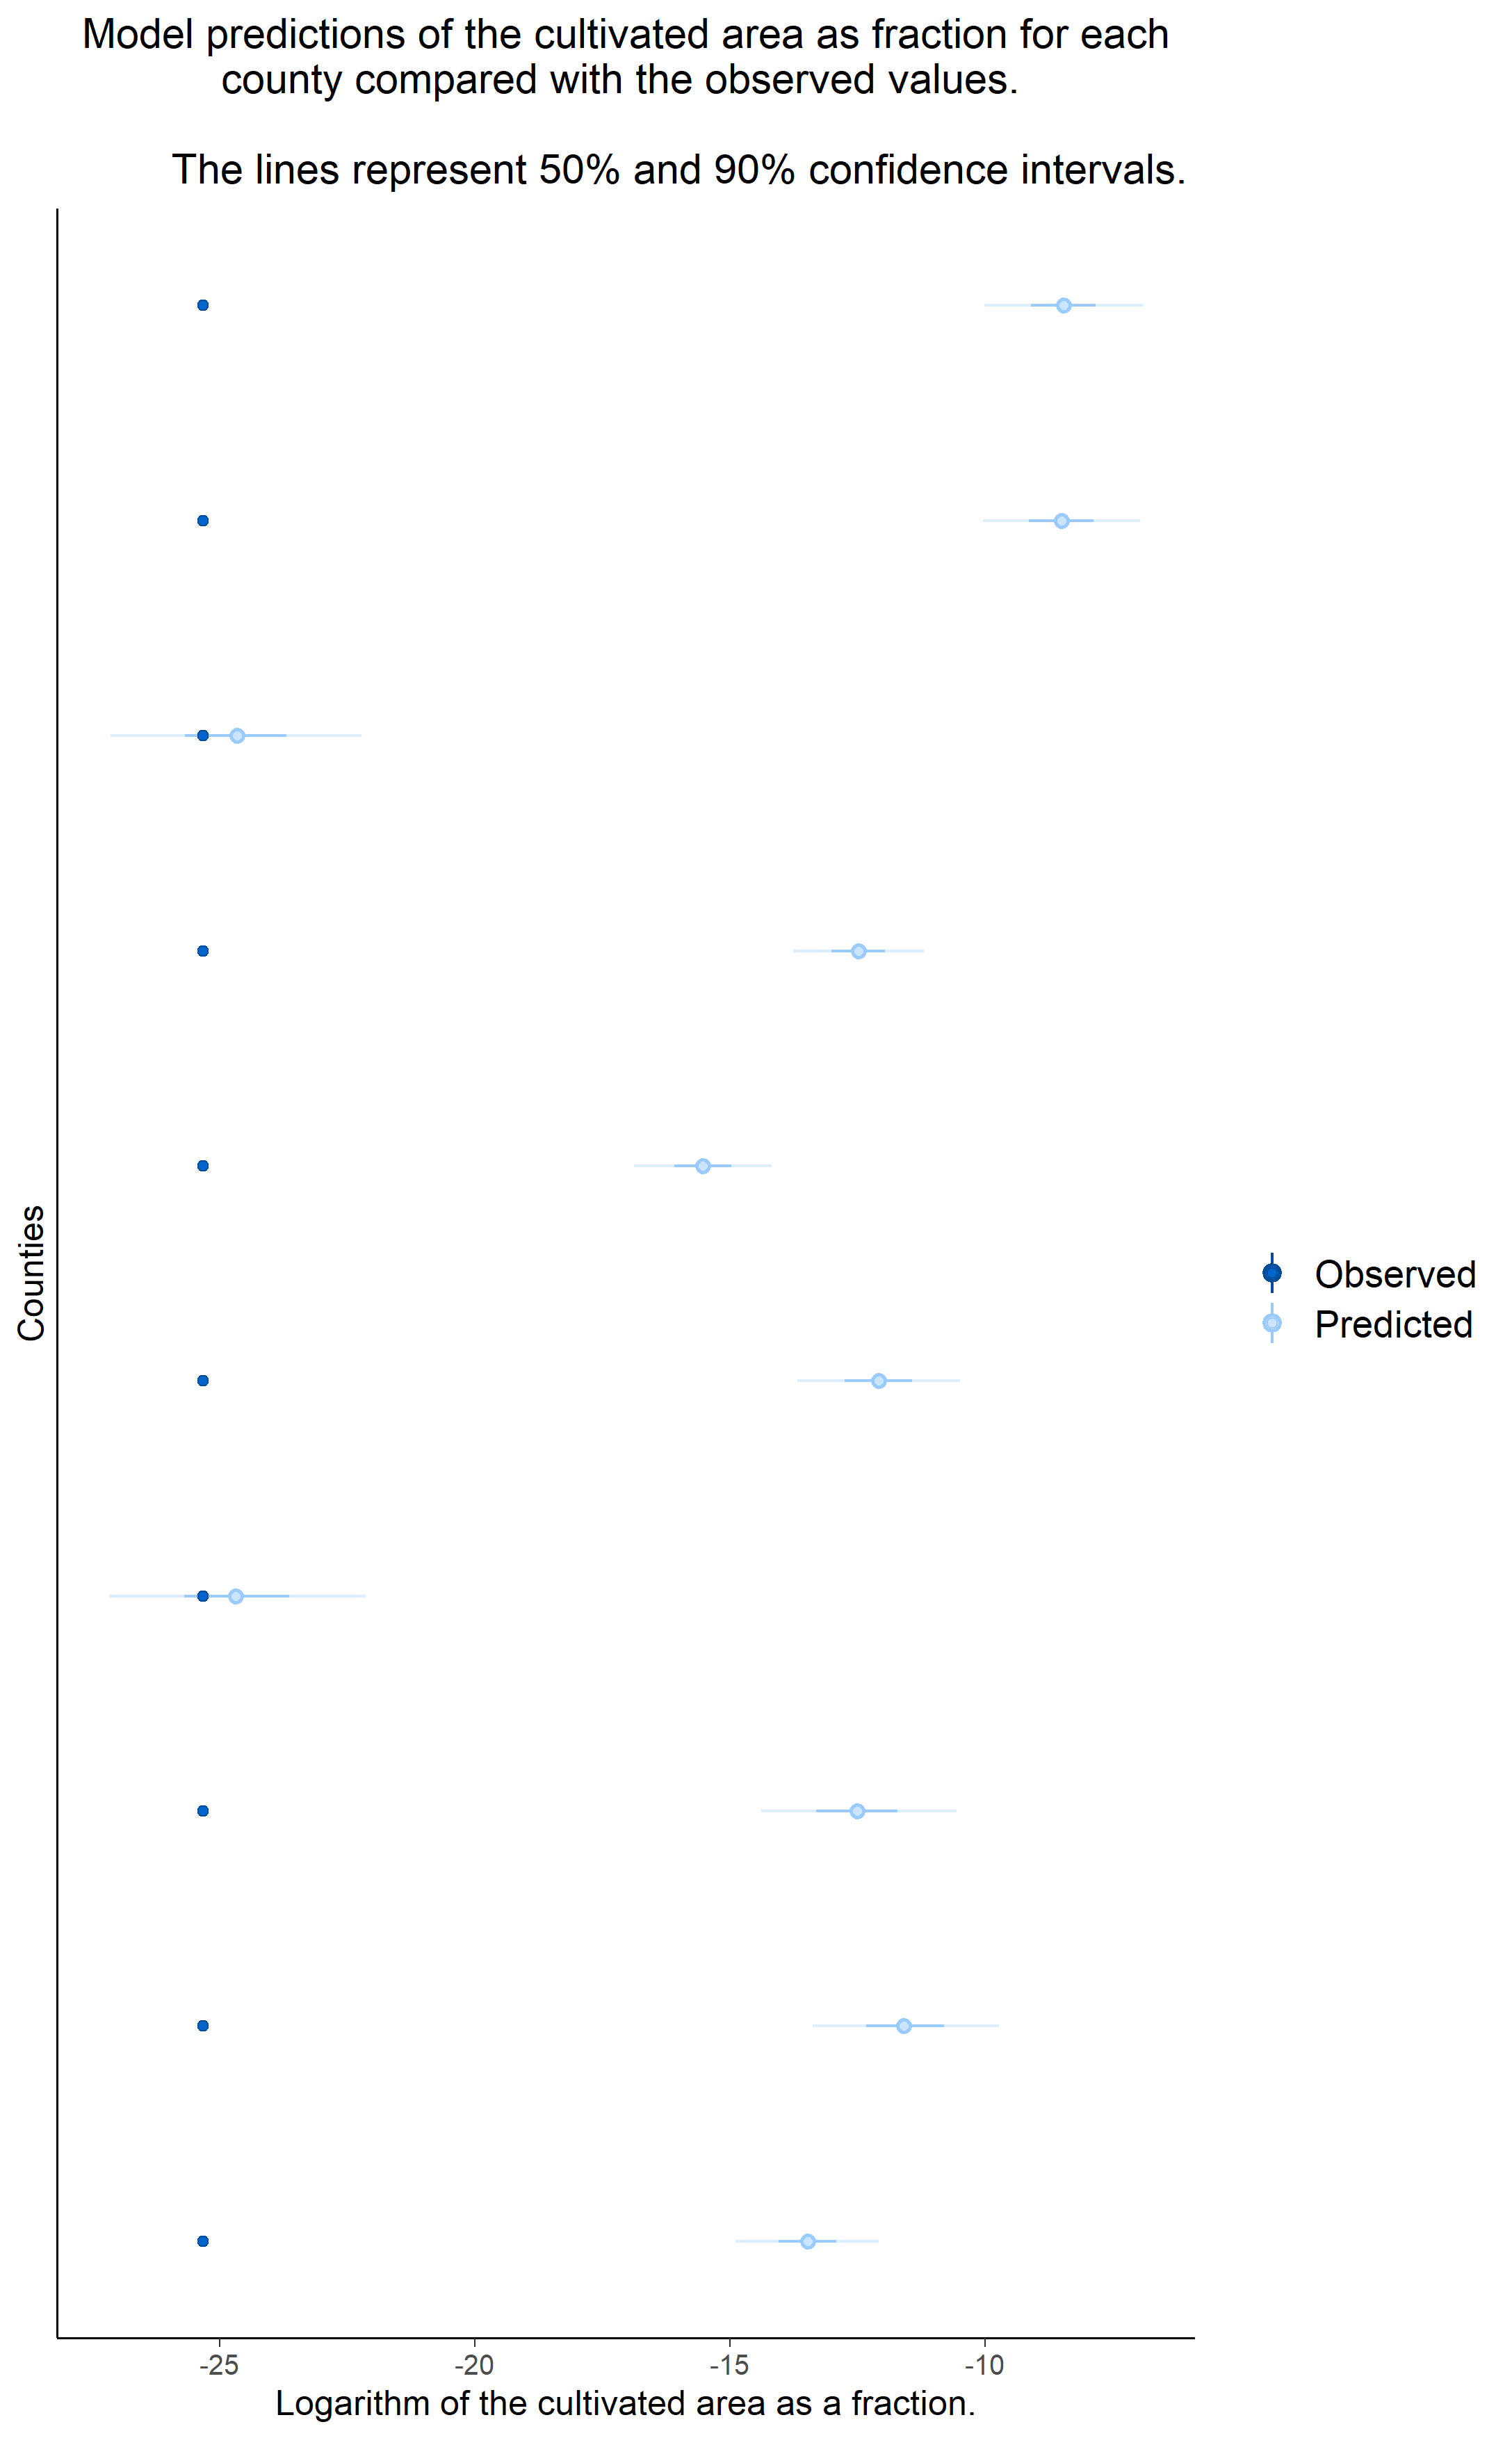 Model predictions of the cultivated area as fraction for each
county compared with the observed values.
The lines represent 50% and 90% confidence intervals.
Counties
Observed
Predicted
-25
-20
-15
-10
Logarithm of the cultivated area as a fraction.